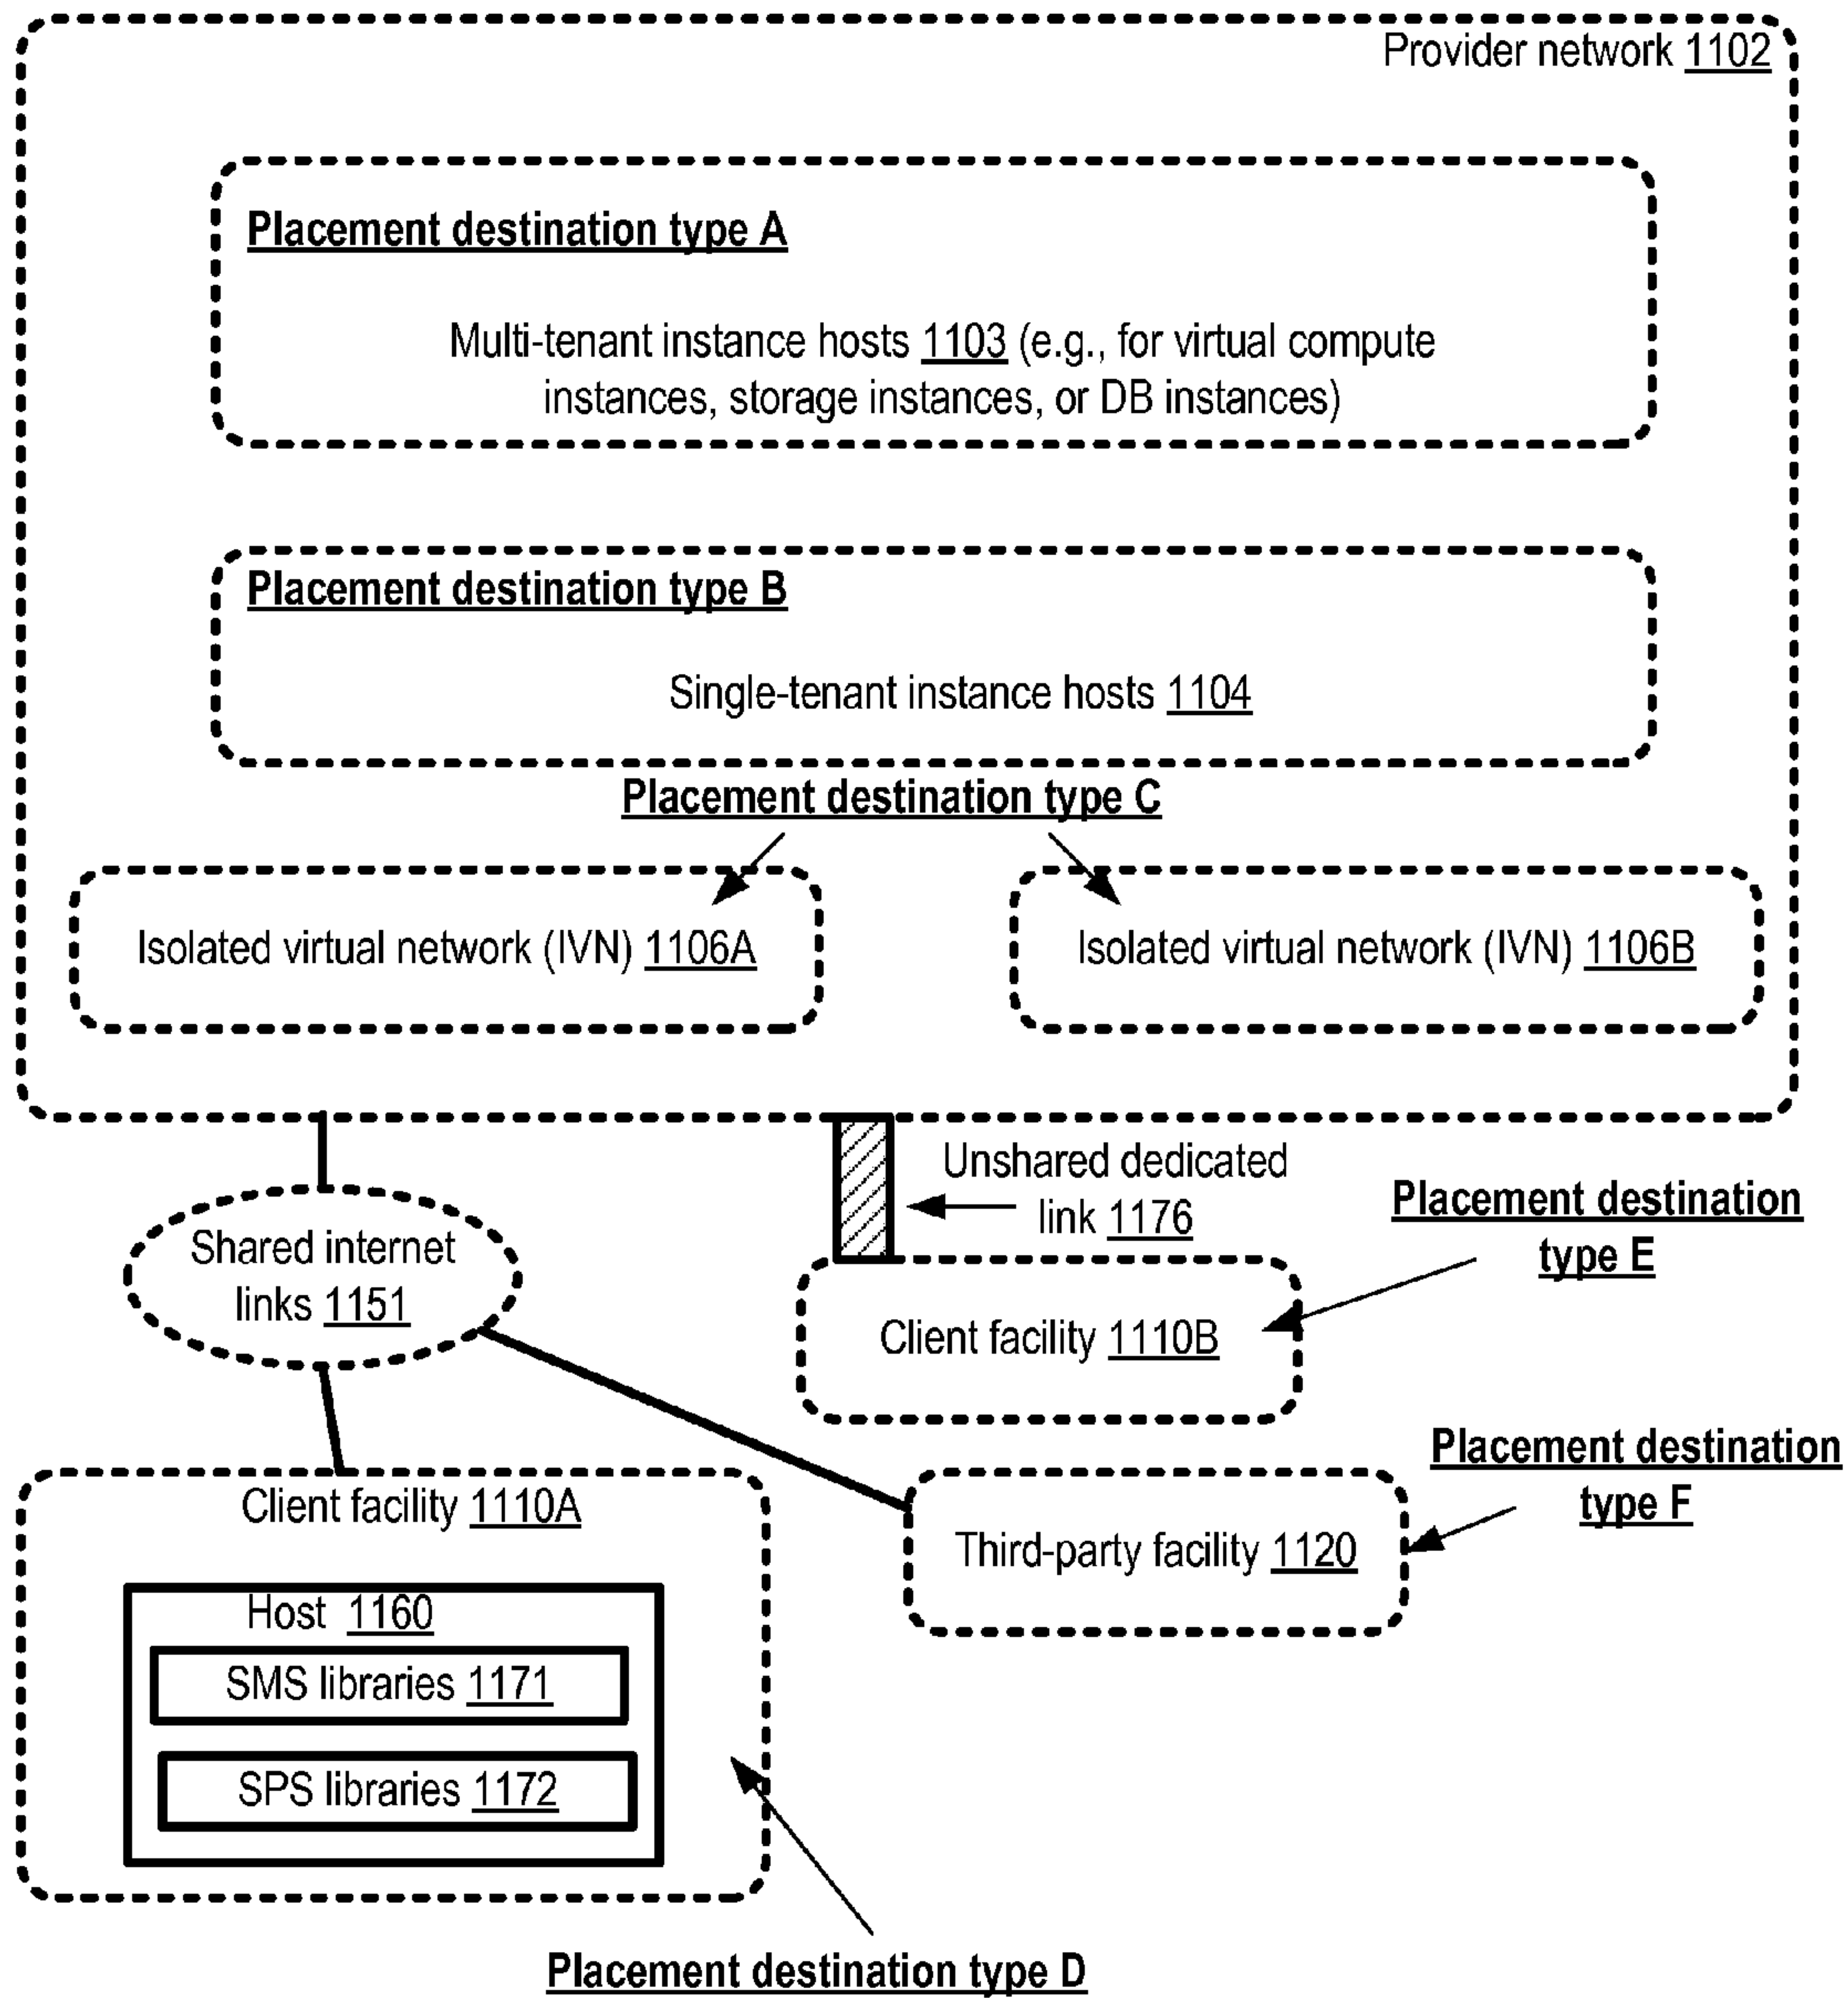 Provider network 1102
Placement destination type A
Multi-tenant instance hosts 1103 (e.g., for virtual compute
instances, storage instances, or DB instances)
Placement destination type B
Single-tenant instance hosts 1104
Placement destination type C
Isolated virtual network (IVN) 1106A
Isolated virtual network (IVN) 1106B
Unshared dedicated
link 1176
Placement destination
type E
Shared internet
links 1151
Client facility 1110B
Placement destination
type F
Client facility 1110A
Third-party facility 1120
Host 1160
SMS libraries 1171
SPS libraries 1172
Placement destination type D